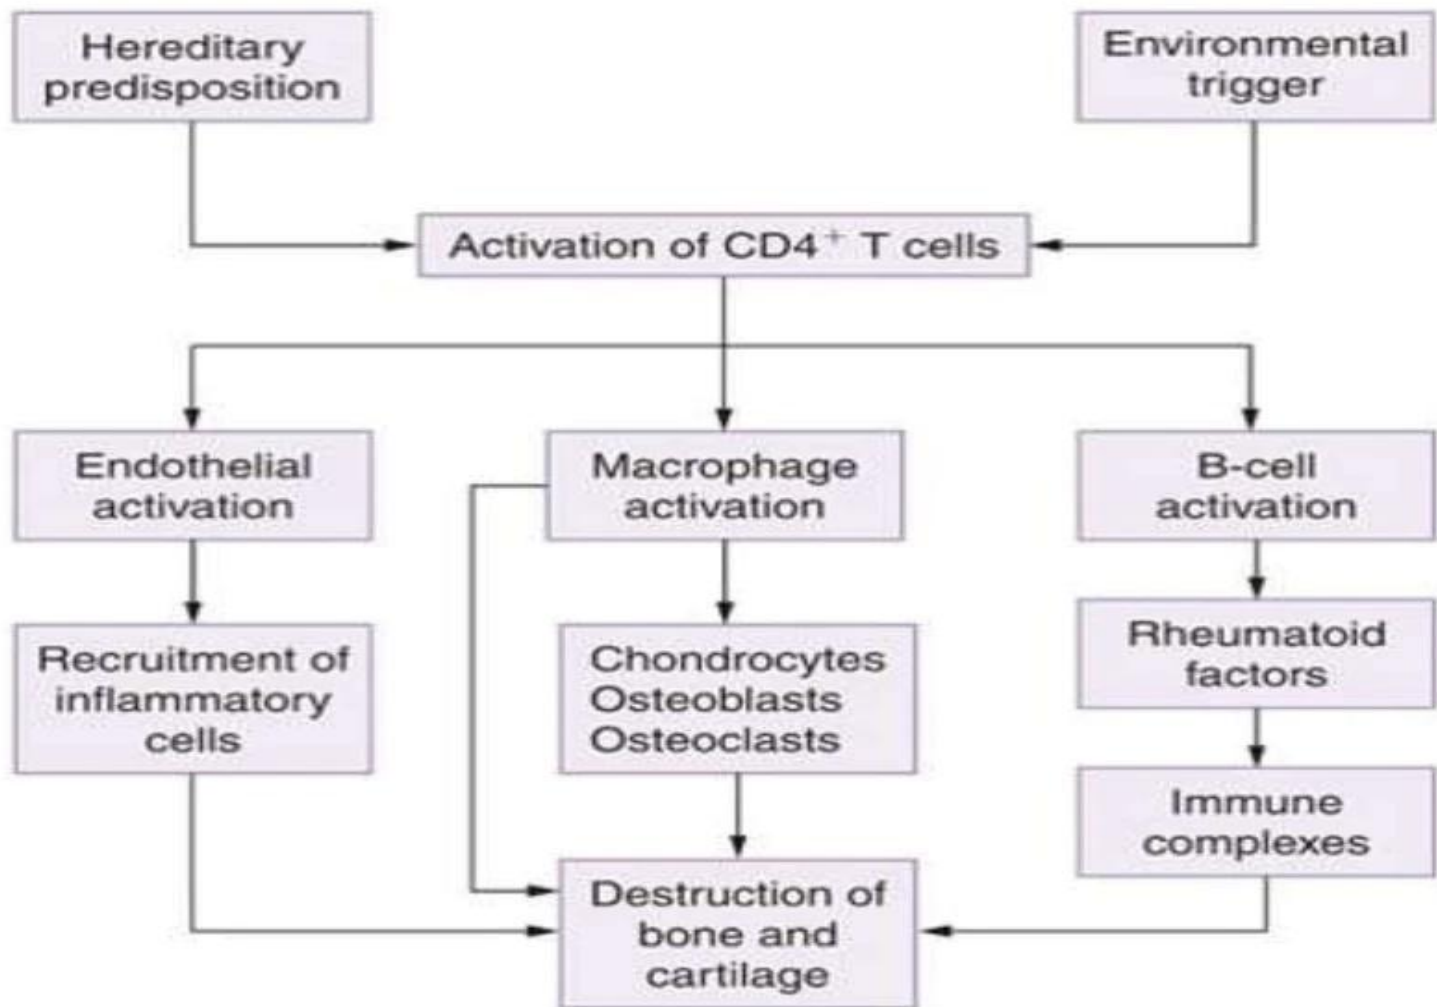 Hereditary
predisposition
Environmental
trigger
Activation of CD4⁺ T cells
Endothelial
activation
Macrophage
activation
B-cell
activation
Recruitment of
inflammatory
cells
Chondrocytes
Osteoblasts
Osteoclasts
Rheumatoid
factors
Immune
complexes
Destruction of
bone and
cartilage